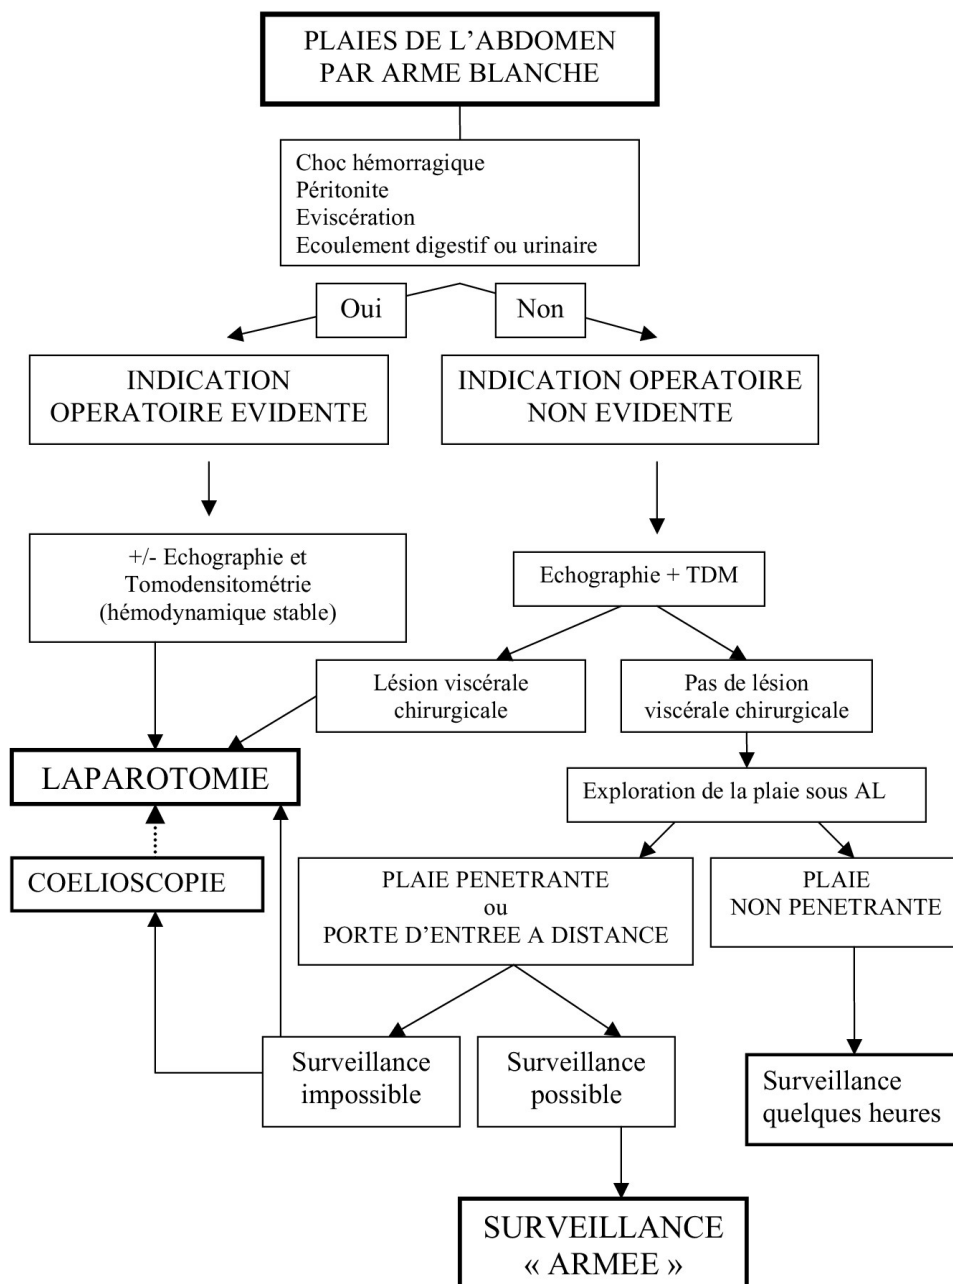 PLAIES DE L'ABDOMEN
PAR ARME BLANCHE
Choc hémorragique
Péritonite
Eviscération
Ecoulement digestif ou urinaire
Oui
Non
INDICATION
OPERATOIRE EVIDENTE
INDICATION OPERATOIRE
NON EVIDENTE
+/- Echographie et
Tomodensitométrie
(hémodynamique stable)
Echographie + TDM
Lésion viscérale
chirurgicale
Pas de lésion
viscérale chirurgicale
LAPAROTOMIE
Exploration de la plaie sous AL
COELIOSCOPIE
PLAIE PENETRANTE
ou
PORTE D'ENTREE A DISTANCE
PLAIE
NON PENETRANTE
Surveillance
impossible
Surveillance
possible
Surveillance
quelques heures
SURVEILLANCE
« ARMEE »